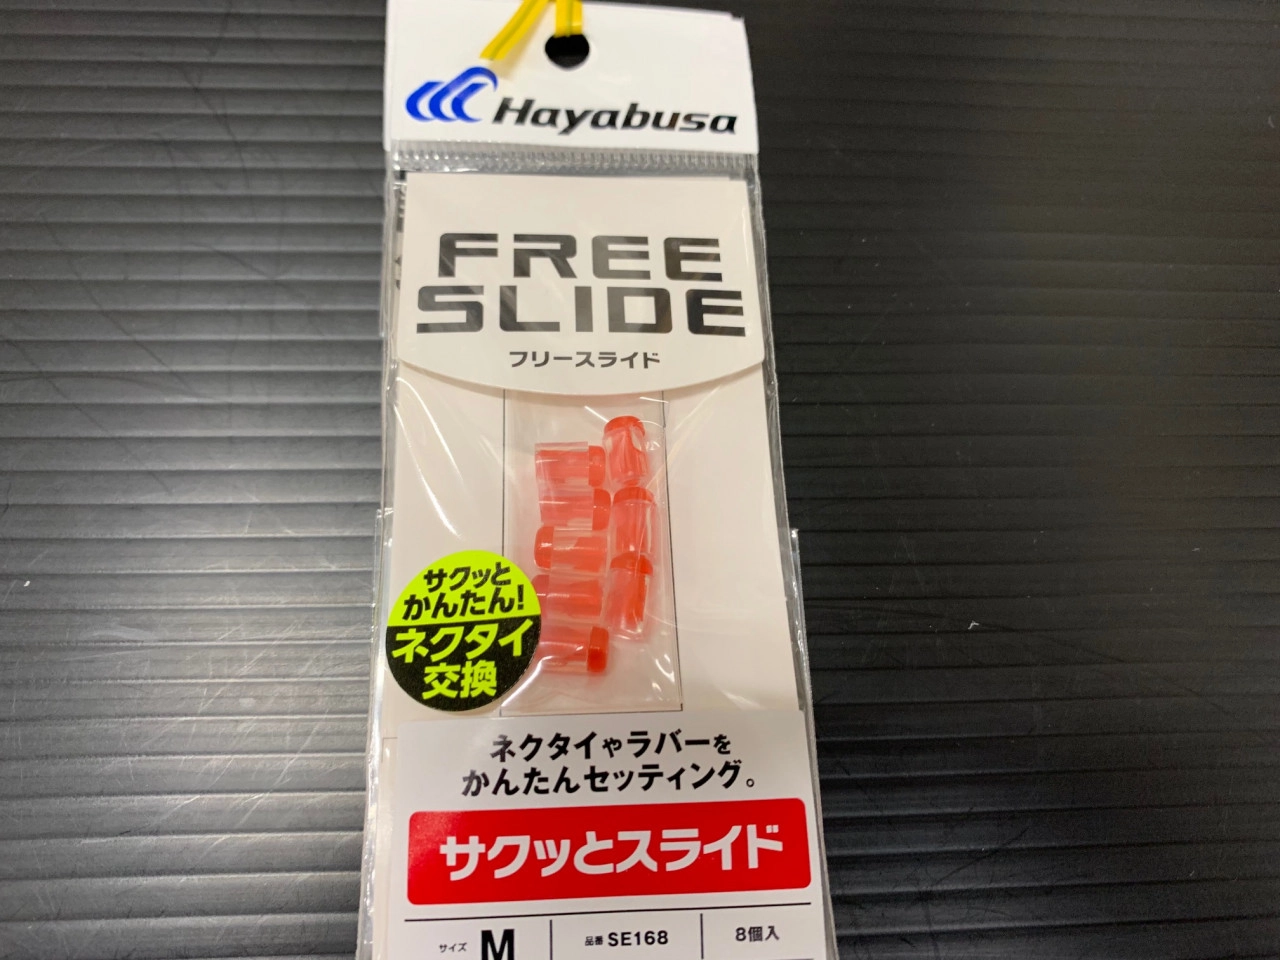 Hayabusa
FREE
SLIDE
フリースライド
サクッと
かんたん!
ネクタイ
交換
ネクタイやラバーを
かんたんセッティング。
サクッとスライド
サイズ M 品番 SE168 8個入